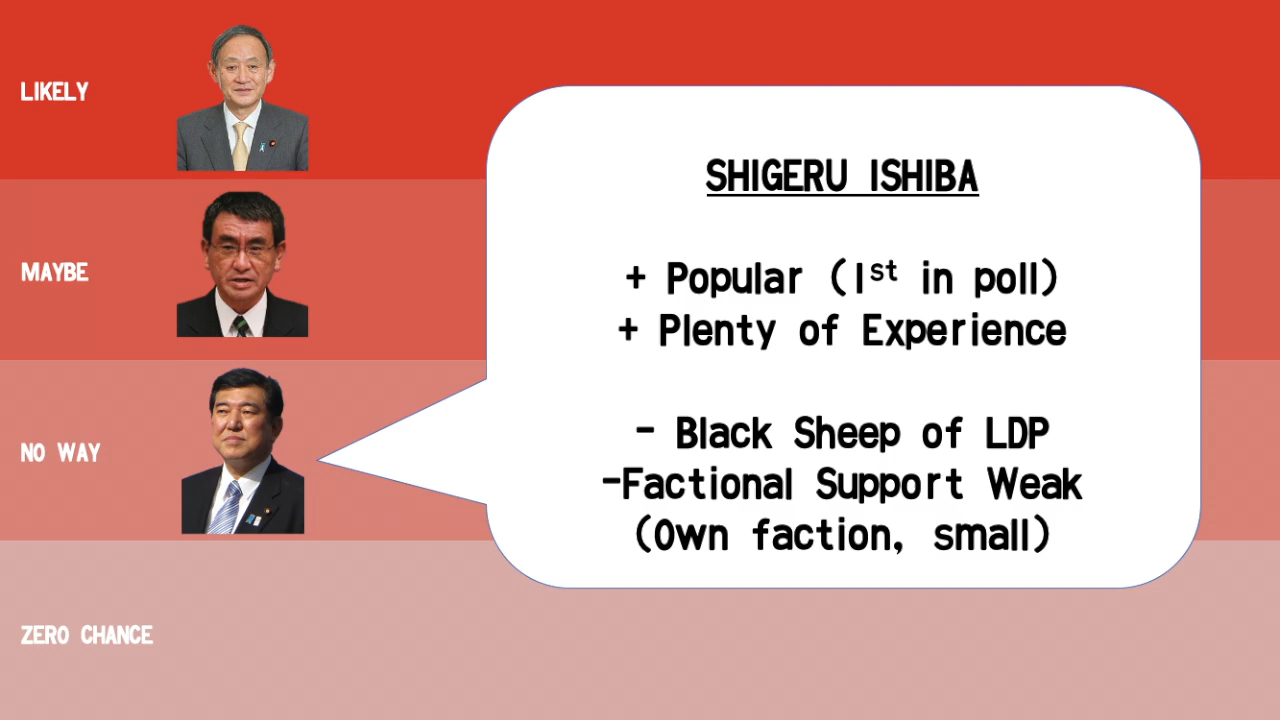 LIKELY
MAYBE
NO WAY
ZERO CHANCE
SHIGERU ISHIBA
+ Popular (1st in poll)
+ Plenty of Experience
- Black Sheep of LDP
-Factional Support Weak
(Own faction, small)